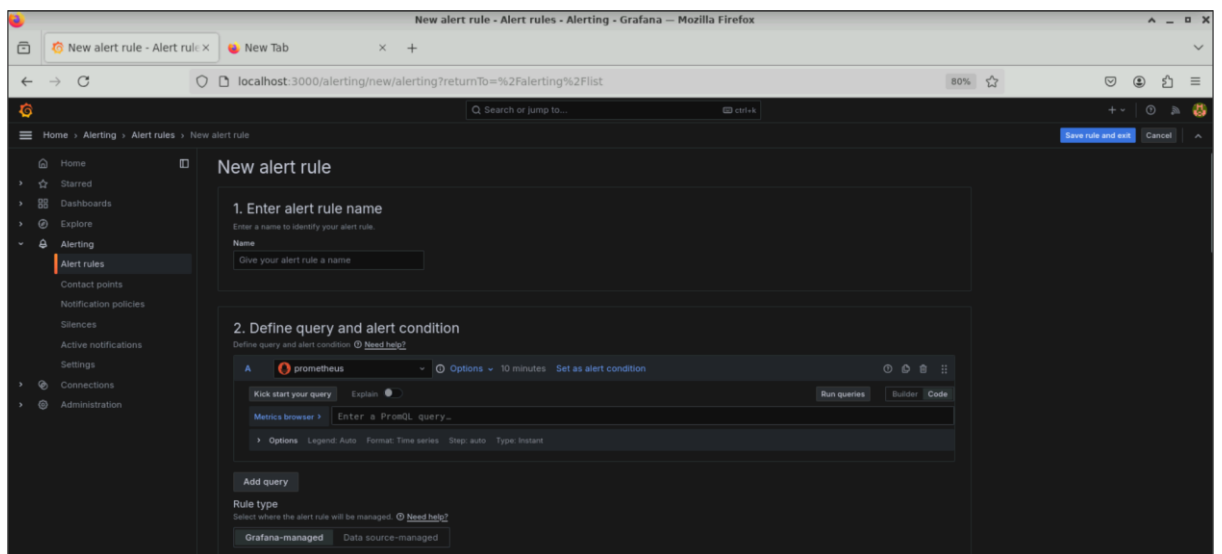 New alert rule - Alert rules - Alerting - Grafana — Mozilla Firefox
New alert rule - Alert rule
New Tab
localhost:3000/alerting/new/alerting?returnTo=%2Falerting%2Flist
80%
Search or jump to...
ctrl+k
Home › Alerting › Alert rules › New alert rule
Save rule and exit
Cancel
Home
Starred
Dashboards
Explore
Alerting
Alert rules
Contact points
Notification policies
Silences
Active notifications
Settings
Connections
Administration
New alert rule
1. Enter alert rule name
Enter a name to identify your alert rule.
Name
Give your alert rule a name
2. Define query and alert condition
Define query and alert condition Need help?
A prometheus Options 10 minutes Set as alert condition
Kick start your query Explain Run queries Builder Code
Metrics browser > Enter a PromQL query…
Options Legend: Auto Format: Time series Step: auto Type: Instant
Add query
Rule type
Select where the alert rule will be managed. Need help?
Grafana-managed Data source-managed